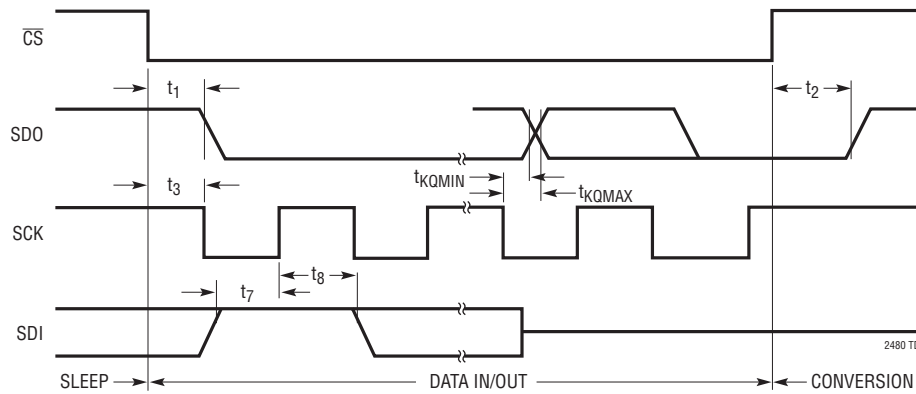 CS
t1
t2
SDO
tKQMIN
tKQMAX
t3
SCK
t8
t7
SDI
2480 TD
SLEEP
DATA IN/OUT
CONVERSION